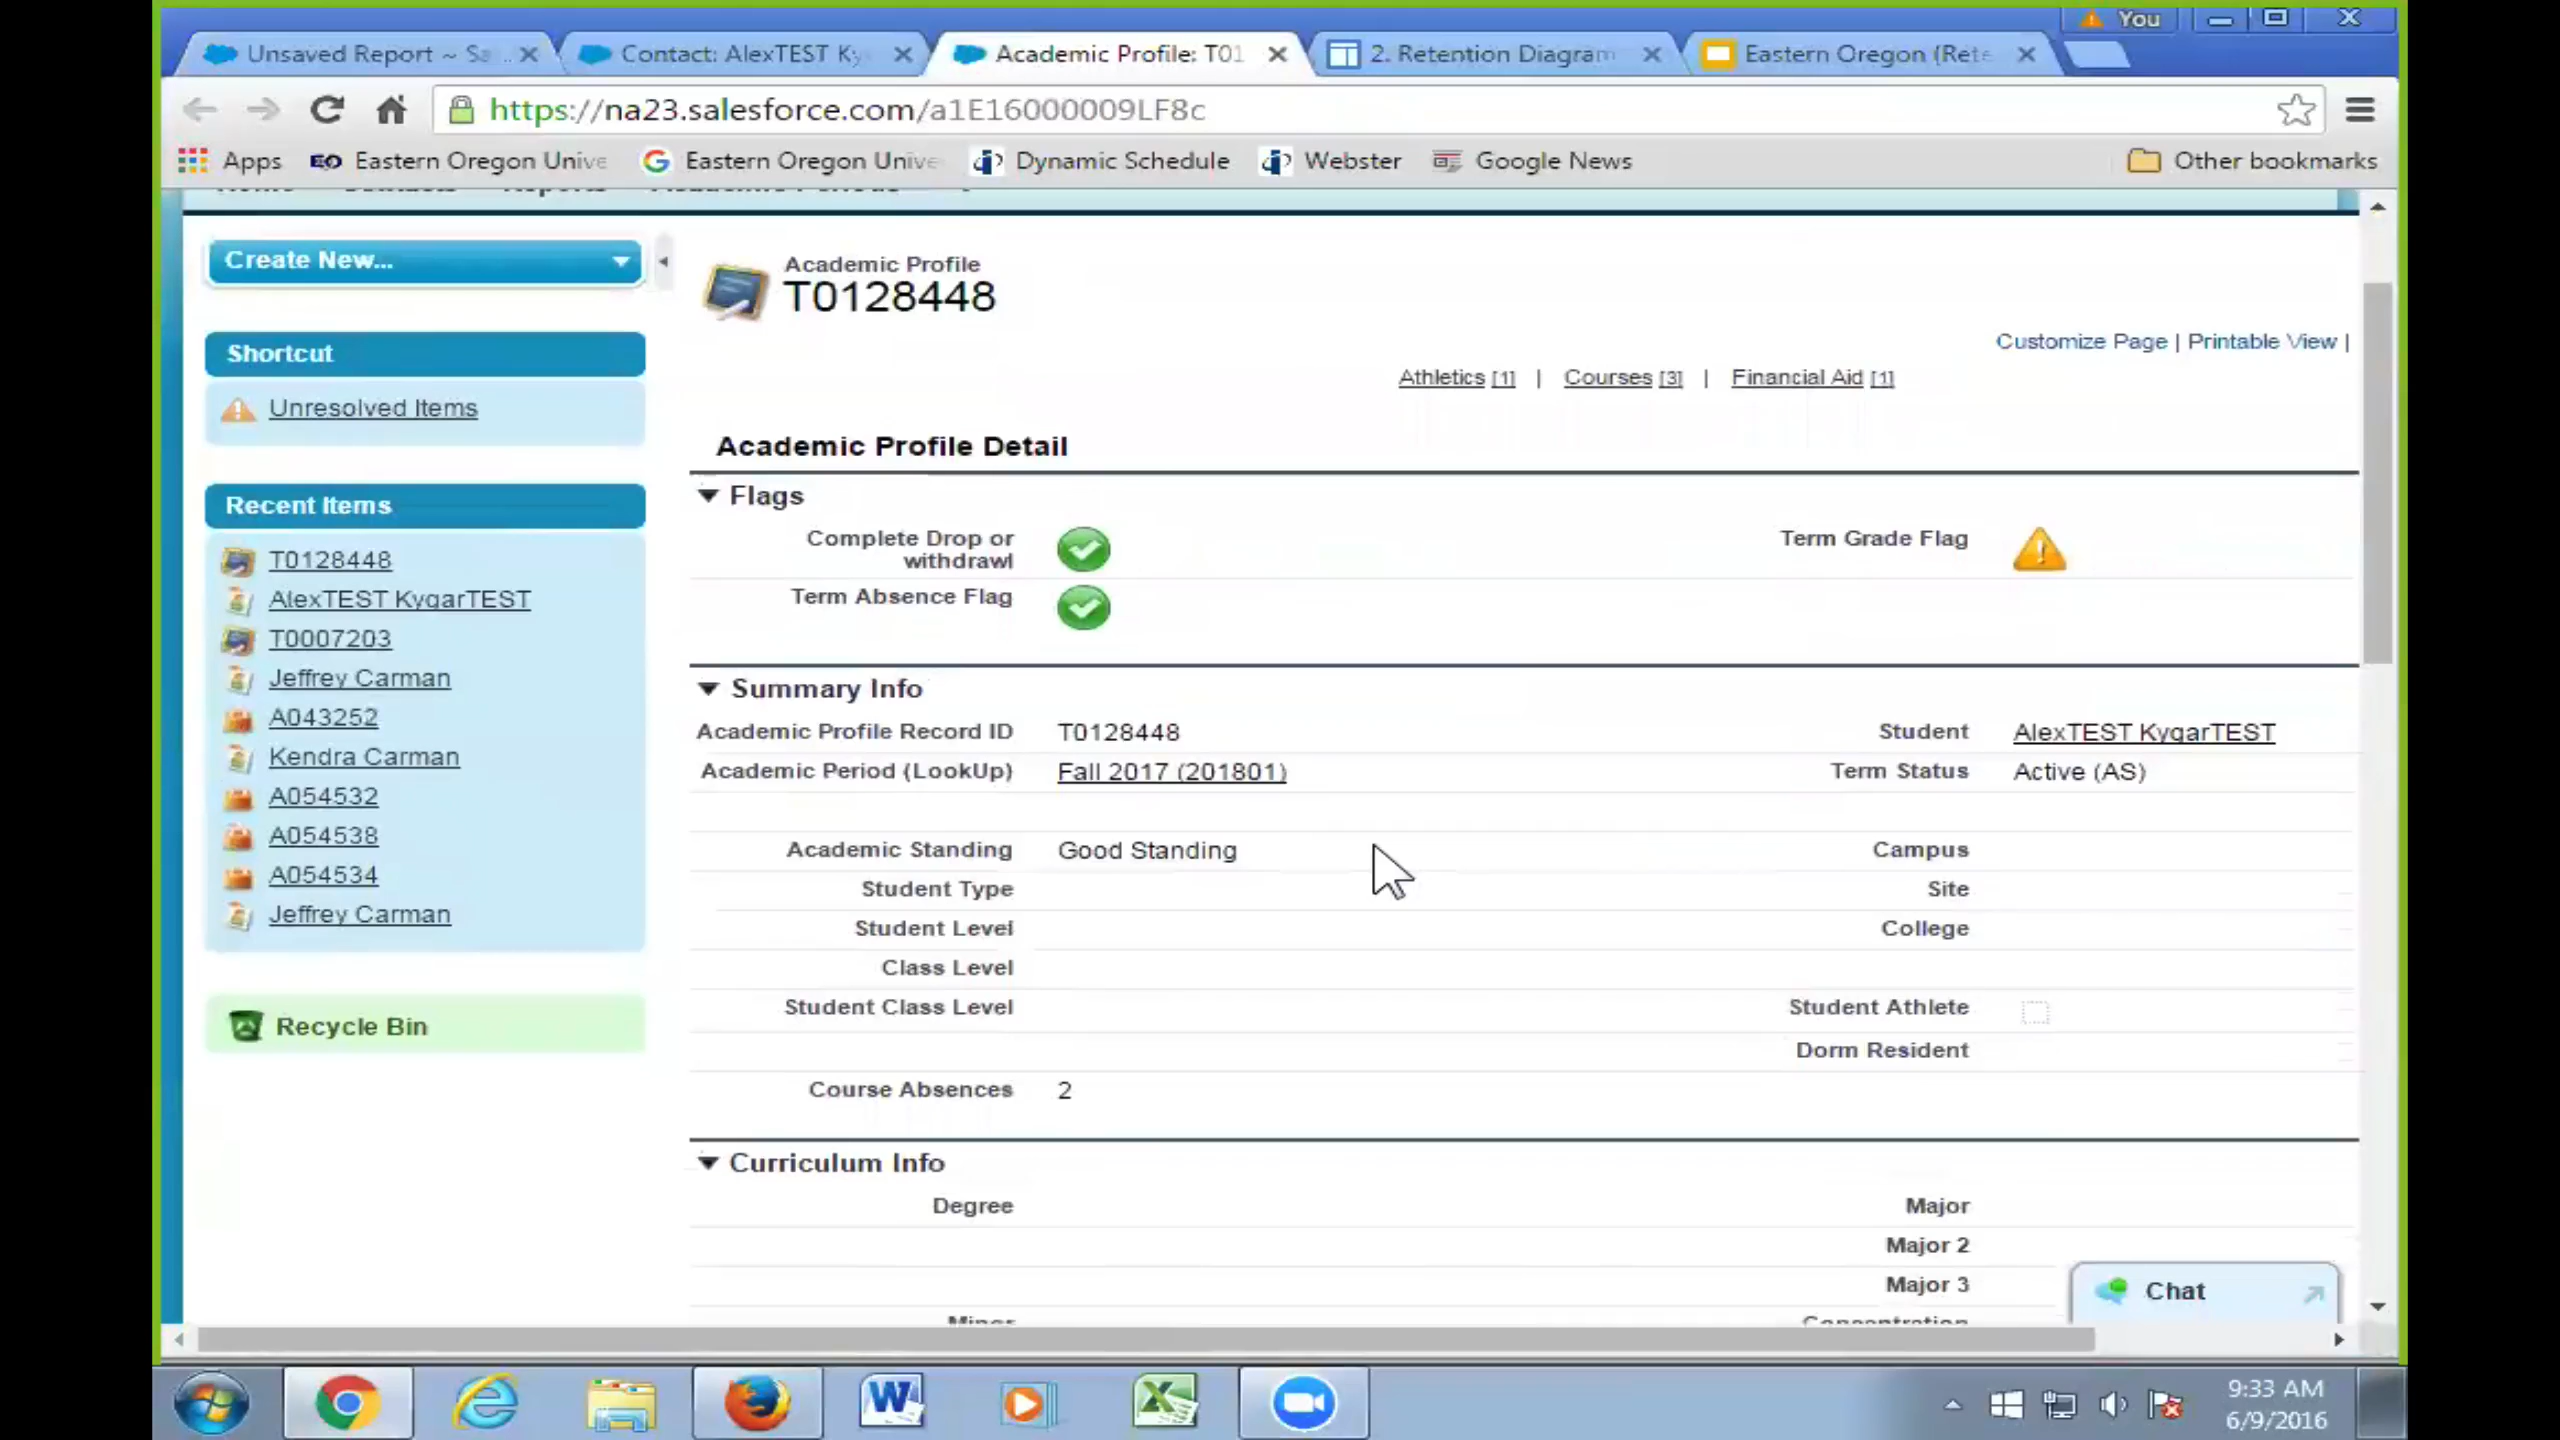 You
Unsaved Report ~ Sa
Contact: AlexTEST Ky
Academic Profile: T01
2. Retention Diagram
Eastern Oregon (Rete
https://na23.salesforce.com/a1E16000009LF8c
Apps
Eastern Oregon Unive
Eastern Oregon Unive
Dynamic Schedule
Webster
Google News
Other bookmarks
Create New...
Shortcut
Unresolved Items
Recent Items
T0128448
AlexTEST KygarTEST
T0007203
Jeffrey Carman
A043252
Kendra Carman
A054532
A054538
A054534
Jeffrey Carman
Recycle Bin
Academic Profile
T0128448
Customize Page | Printable View |
Athletics [1] | Courses [3] | Financial Aid [1]
Academic Profile Detail
Flags
Complete Drop or
withdrawl
Term Grade Flag
Term Absence Flag
Summary Info
Academic Profile Record ID T0128448
Student AlexTEST KygarTEST
Academic Period (LookUp) Fall 2017 (201801)
Term Status Active (AS)
Academic Standing Good Standing
Campus
Student Type
Site
Student Level
College
Class Level
Student Class Level
Student Athlete
Dorm Resident
Course Absences 2
Curriculum Info
Degree
Major
Major 2
Major 3
Chat
9:33 AM
6/9/2016